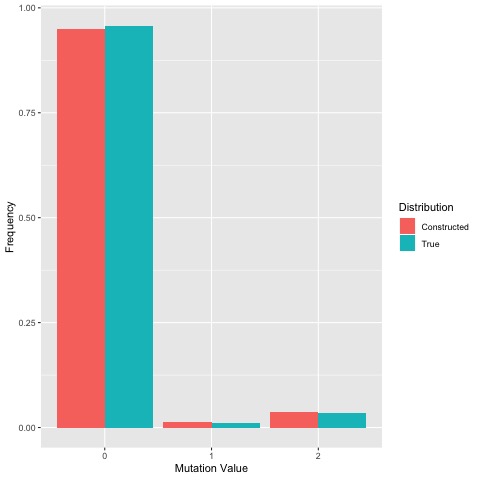 1.00
0.75
0.50
0.25
0.00
Frequency
0 1 2
Mutation Value
Distribution
Constructed
True